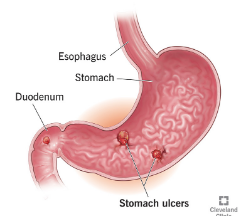 Esophagus
Stomach
Duodenum
Stomach ulcers
Cleveland
Clinic